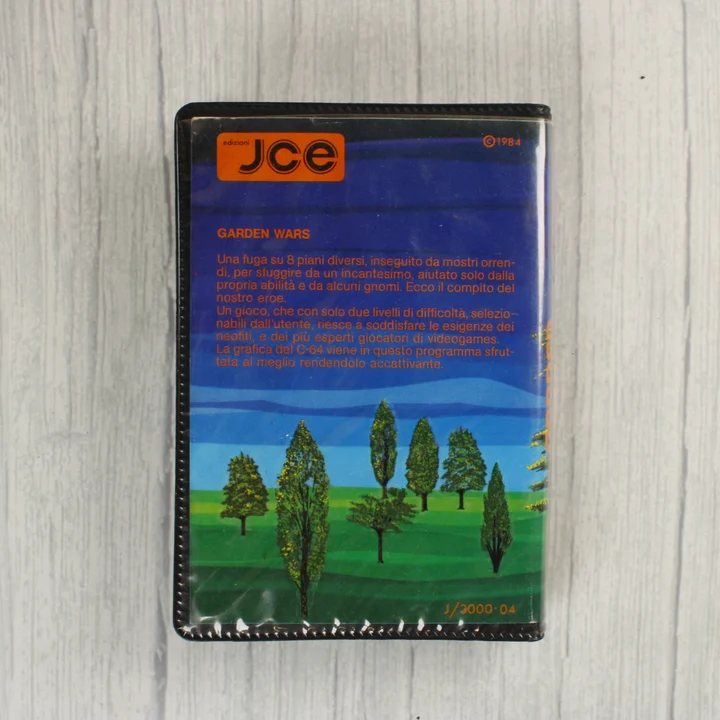 edizioni
JCE
©1984
GARDEN WARS
Una fuga su 8 piani diversi, inseguito da mostri orren-
di, per sfuggire da un incantesimo, aiutato solo dalla
propria abilità e da alcuni gnomi. Ecco il compito del
nostro eroe.
Un gioco, che con solo due livelli di difficoltà, selezio-
nabili dall'utente, riesce a soddisfare le esigenze dei
neofiti, e dei più esperti giocatori di videogames.
La grafica del C-64 viene in questo programma sfrut-
tata al meglio rendendolo accattivante.
J/3000-04